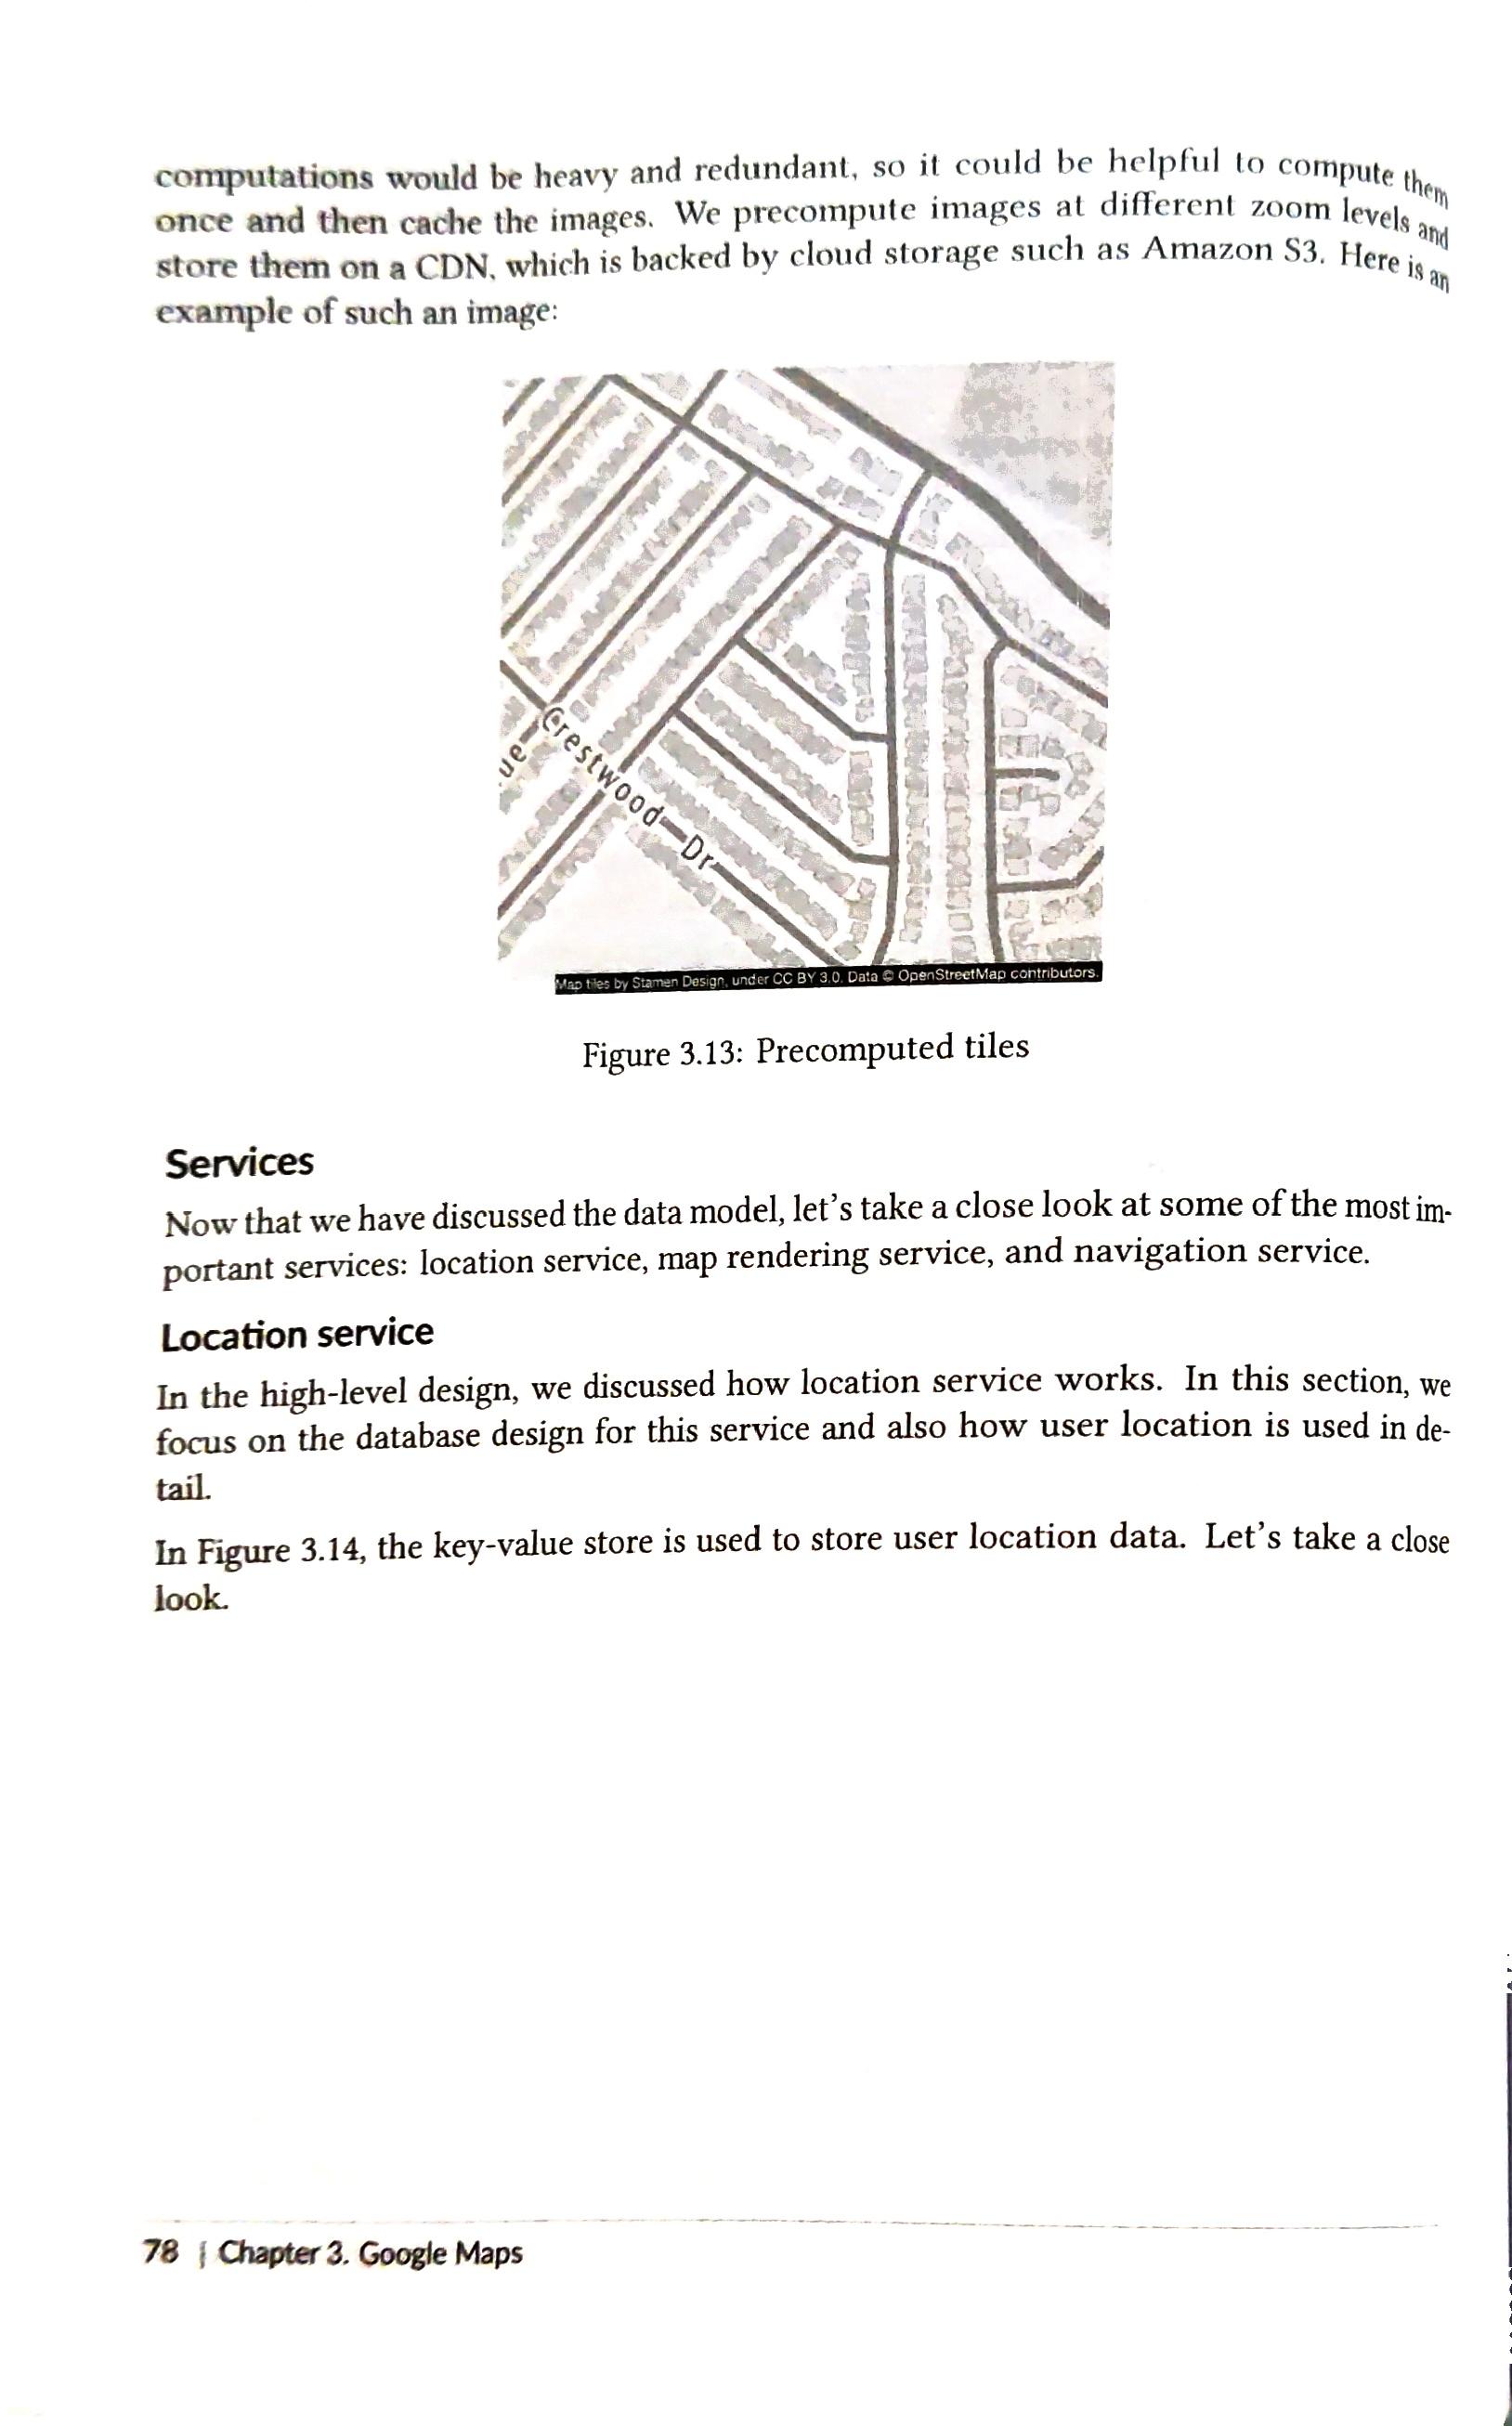 computations would be heavy and redundant, so it could be helpful to compute them
once and then cache the images. We precompute images at different zoom levels and
store them on a CDN, which is backed by cloud storage such as Amazon S3. Here is an
example of such an image:
ue
Crestwood Dr
Map tiles by Stamen Design, under CC BY 3.0. Data © OpenStreetMap contributors.
Figure 3.13: Precomputed tiles
Services
Now that we have discussed the data model, let's take a close look at some of the most im-
portant services: location service, map rendering service, and navigation service.
Location service
In the high-level design, we discussed how location service works. In this section, we
focus on the database design for this service and also how user location is used in de-
tail.
In Figure 3.14, the key-value store is used to store user location data. Let's take a close
look.
78 | Chapter 3. Google Maps